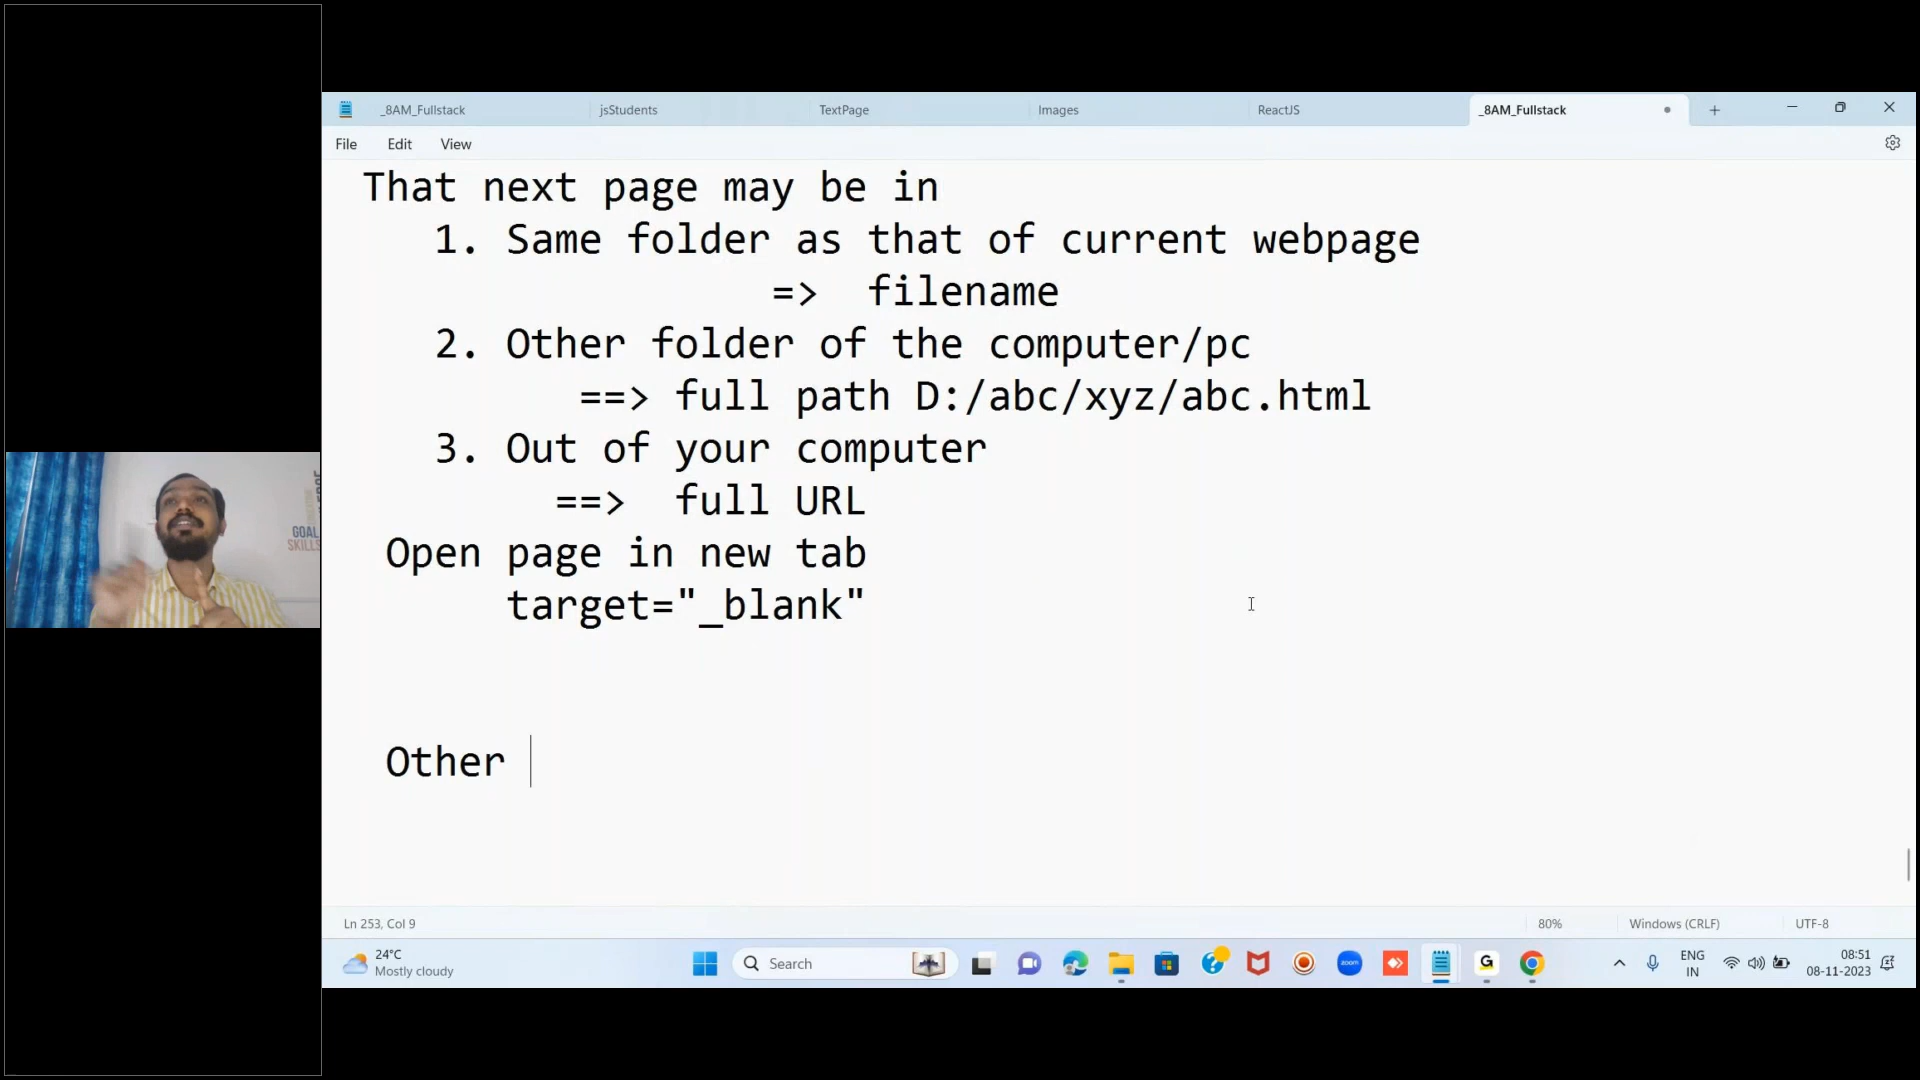 _8AM_Fullstack jsStudents TextPage Images ReactJS _8AM_Fullstack
File Edit View
That next page may be in
1. Same folder as that of current webpage
=> filename
2. Other folder of the computer/pc
==> full path D:/abc/xyz/abc.html
3. Out of your computer
==> full URL
Open page in new tab
target="_blank"
Other
GOAL
SKILLS
Ln 253, Col 9 80% Windows (CRLF) UTF-8
24°C
Mostly cloudy
Search
zoom
G
ENG
IN
08:51
08-11-2023